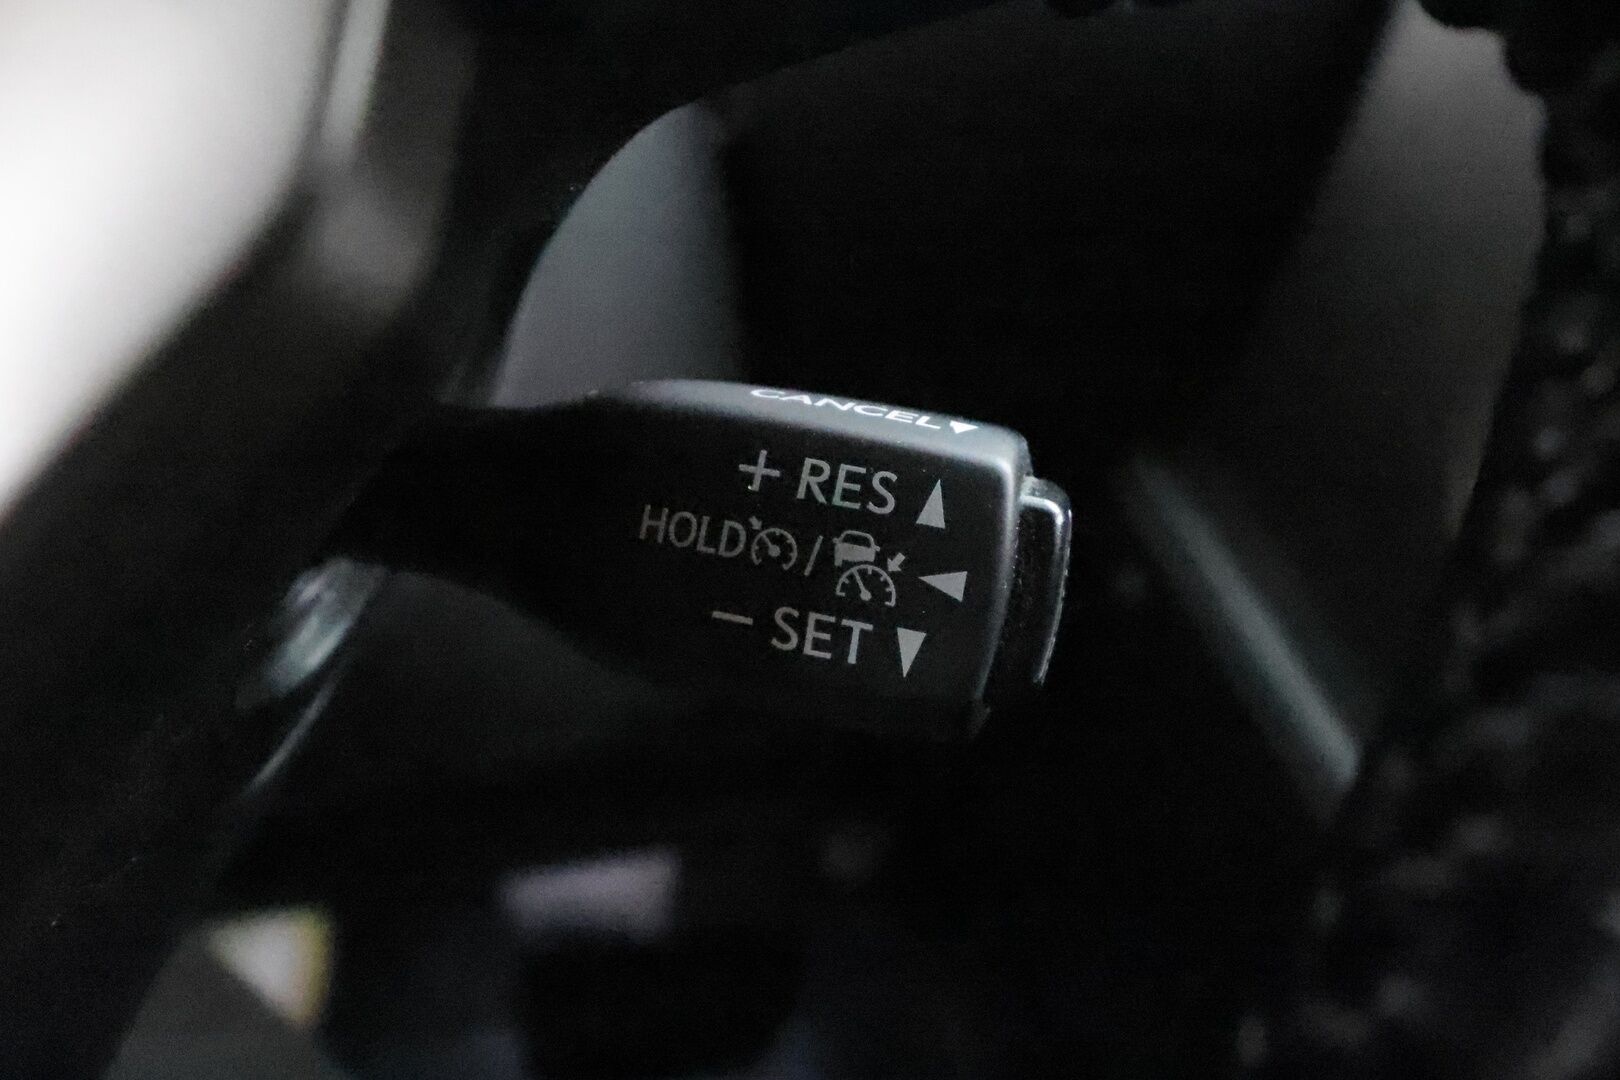 CANCEL
+ RES
HOLD /
− SET